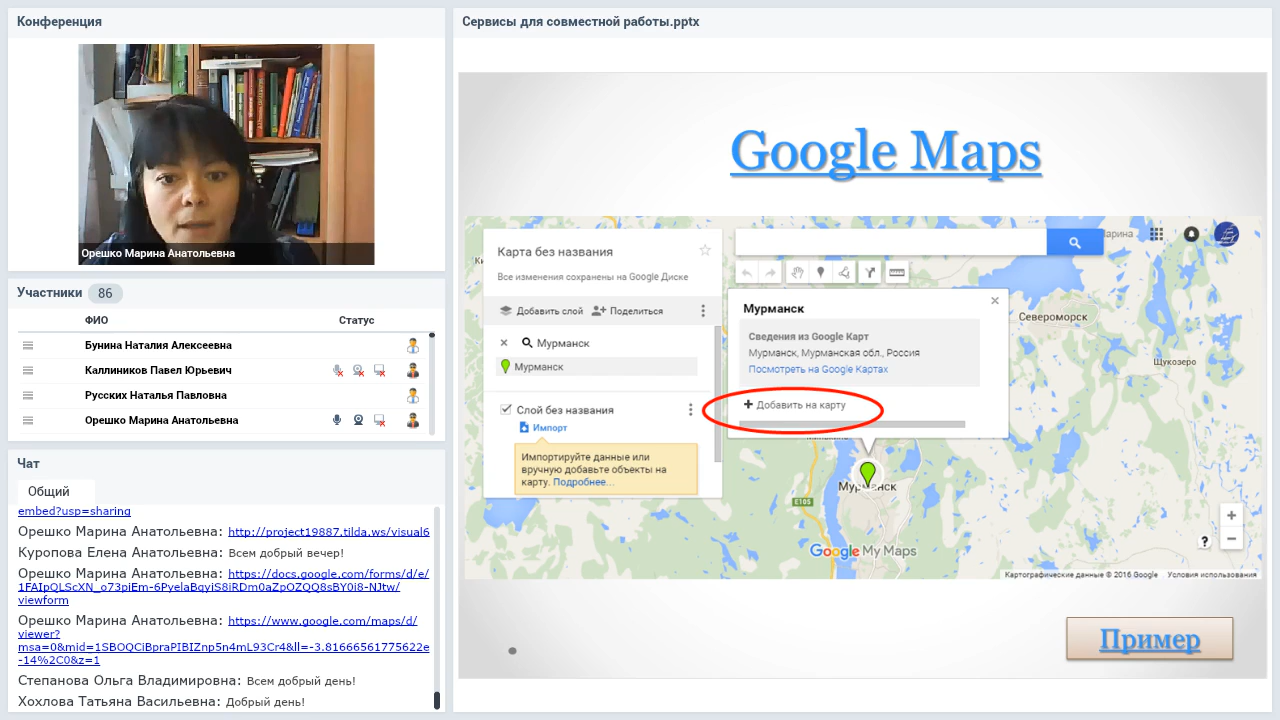 Конференция
Орешко Марина Анатольевна
Участники 86
ФИО Статус
Бунина Наталия Алексеевна
Каллиников Павел Юрьевич
Русских Наталья Павловна
Орешко Марина Анатольевна
Чат
Общий
embed?usp=sharing
Орешко Марина Анатольевна: http://project19887.tilda.ws/visual6
Куропова Елена Анатольевна: Всем добрый вечер!
Орешко Марина Анатольевна: https://docs.google.com/forms/d/e/
1FAIpQLScXN_o73piEm-6PyelaBqyiS8iRDm0aZpOZQQ8sBY0i8-NJtw/
viewform
Орешко Марина Анатольевна: https://www.google.com/maps/d/
viewer?
msa=0&mid=1SBOQCiBpraPIBIZnp5n4mL93Cr4&ll=-3.81666561775622e
-14%2C0&z=1
Степанова Ольга Владимировна: Всем добрый день!
Хохлова Татьяна Васильевна: Добрый день!
Сервисы для совместной работы.pptx
Google Maps
Карта без названия
Все изменения сохранены на Google Диске
Добавить слой Поделиться
Мурманск
Мурманск
Слой без названия
Импорт
Импортируйте данные или
вручную добавьте объекты на
карту. Подробнее...
Мурманск
Сведения из Google Карт
Мурманск, Мурманская обл., Россия
Посмотреть на Google Картах
+ Добавить на карту
Североморск
Щукозеро
Мурманск
E105
Google My Maps
+
?
−
Картографические данные © 2016 Google Условия использования
Пример